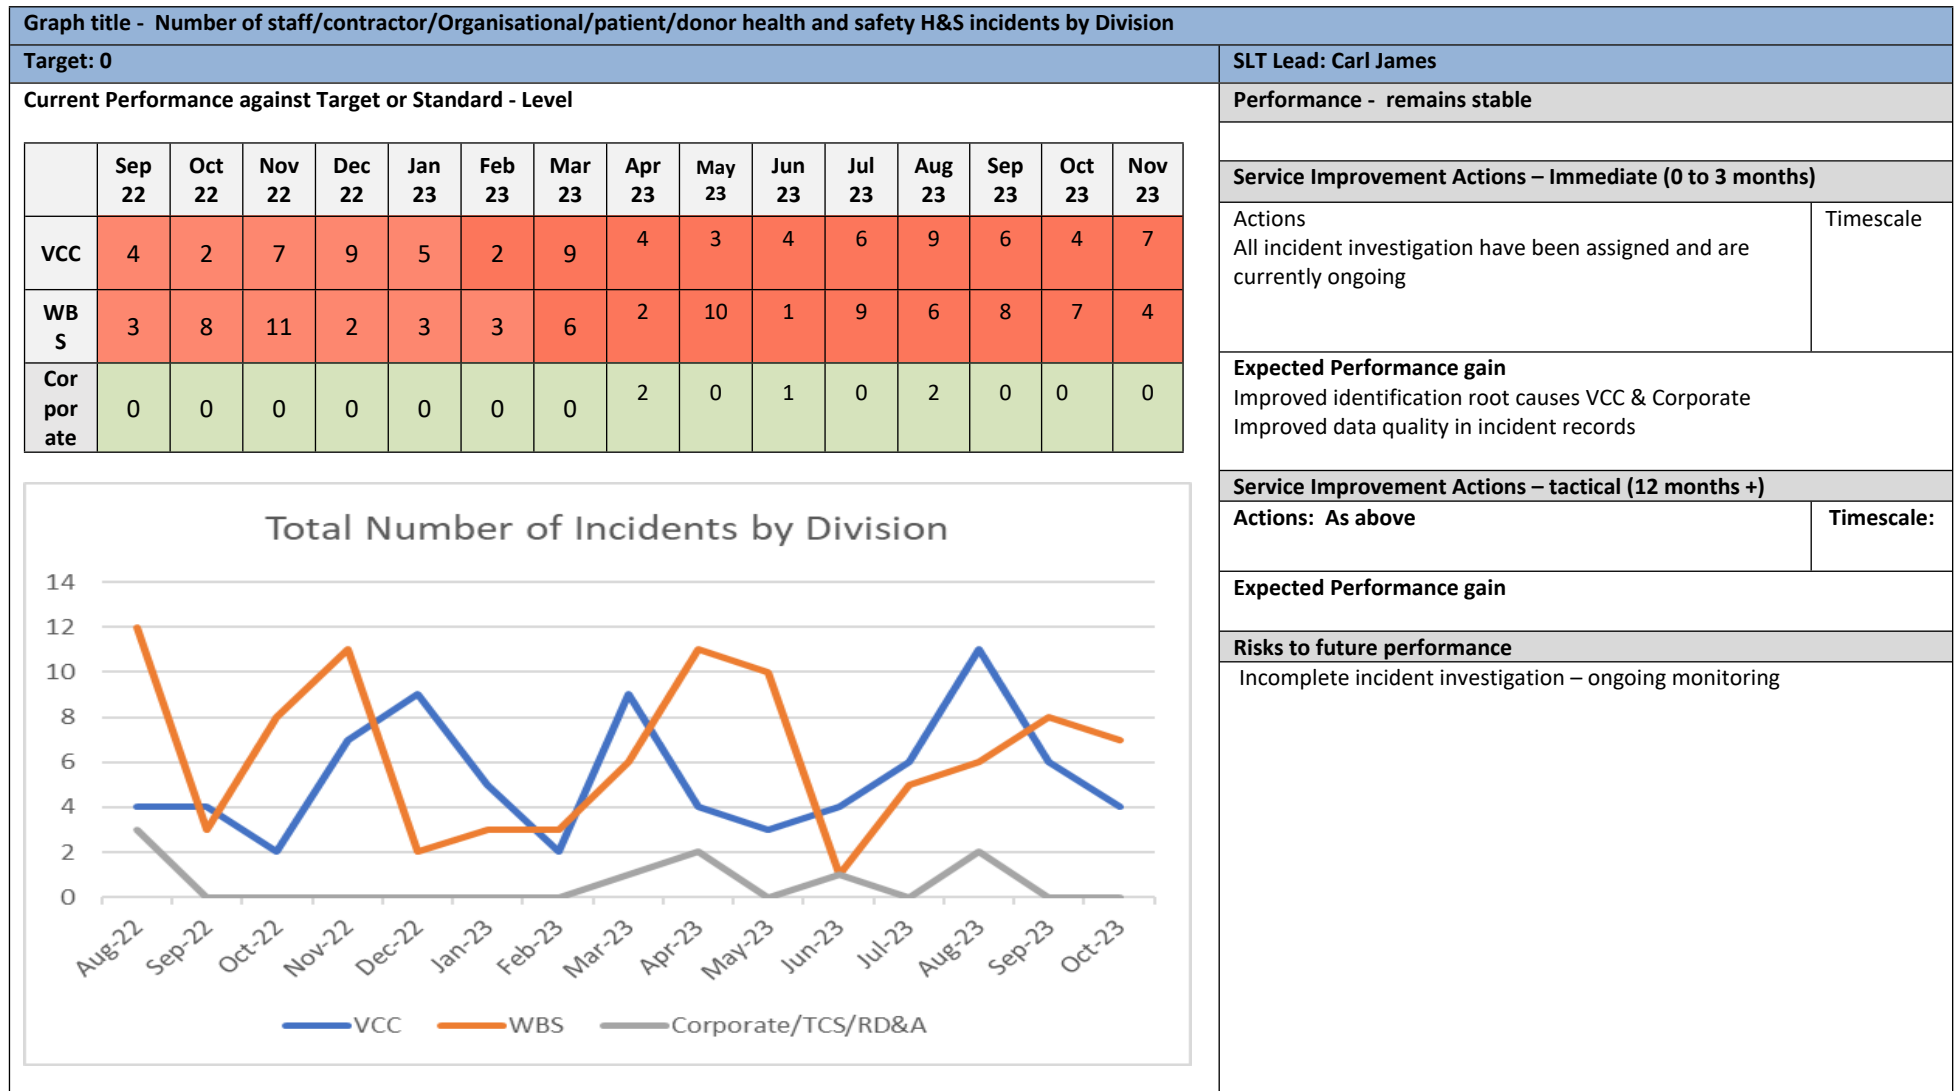 Graph title -  Number of staff/contractor/Organisational/patient/donor health and safety H&S incidents by Division
Target: 0
SLT Lead: Carl James
Current Performance against Target or Standard - Level
Sep 22 Oct 22 Nov 22 Dec 22 Jan 23 Feb 23 Mar 23 Apr 23 May 23 Jun 23 Jul 23 Aug 23 Sep 23 Oct 23 Nov 23
VCC 4 2 7 9 5 2 9 4 3 4 6 9 6 4 7
WB
S 3 8 11 2 3 3 6 2 10 1 9 6 8 7 4
Cor
por
ate 0 0 0 0 0 0 0 2 0 1 0 2 0 0 0
Total Number of Incidents by Division
14
12
10
8
6
4
2
0
Aug-22 Sep-22 Oct-22 Nov-22 Dec-22 Jan-23 Feb-23 Mar-23 Apr-23 May-23 Jun-23 Jul-23 Aug-23 Sep-23 Oct-23
VCC WBS Corporate/TCS/RD&A
Performance -  remains stable
Service Improvement Actions – Immediate (0 to 3 months)
Actions
All incident investigation have been assigned and are
currently ongoing
Timescale
Expected Performance gain
Improved identification root causes VCC & Corporate
Improved data quality in incident records
Service Improvement Actions – tactical (12 months +)
Actions:  As above
Timescale:
Expected Performance gain
Risks to future performance
Incomplete incident investigation – ongoing monitoring